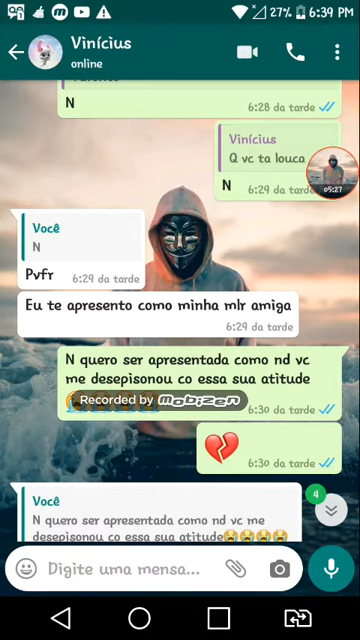 27% 6:39 PM
Vinícius
online
N
6:28 da tarde
Vinícius
Q vc ta louca
N
6:29 da tarde
05:27
Você
N
Pvfr
6:29 da tarde
Eu te apresento como minha mlr amiga
6:29 da tarde
N quero ser apresentada como nd vc
me desepisonou co essa sua atitude
Recorded by mobizen
6:30 da tarde
💔
6:30 da tarde
Você
4
N quero ser apresentada como nd vc me
desepisonou co essa sua atitude😭😭😭😭
Digite uma mensa...